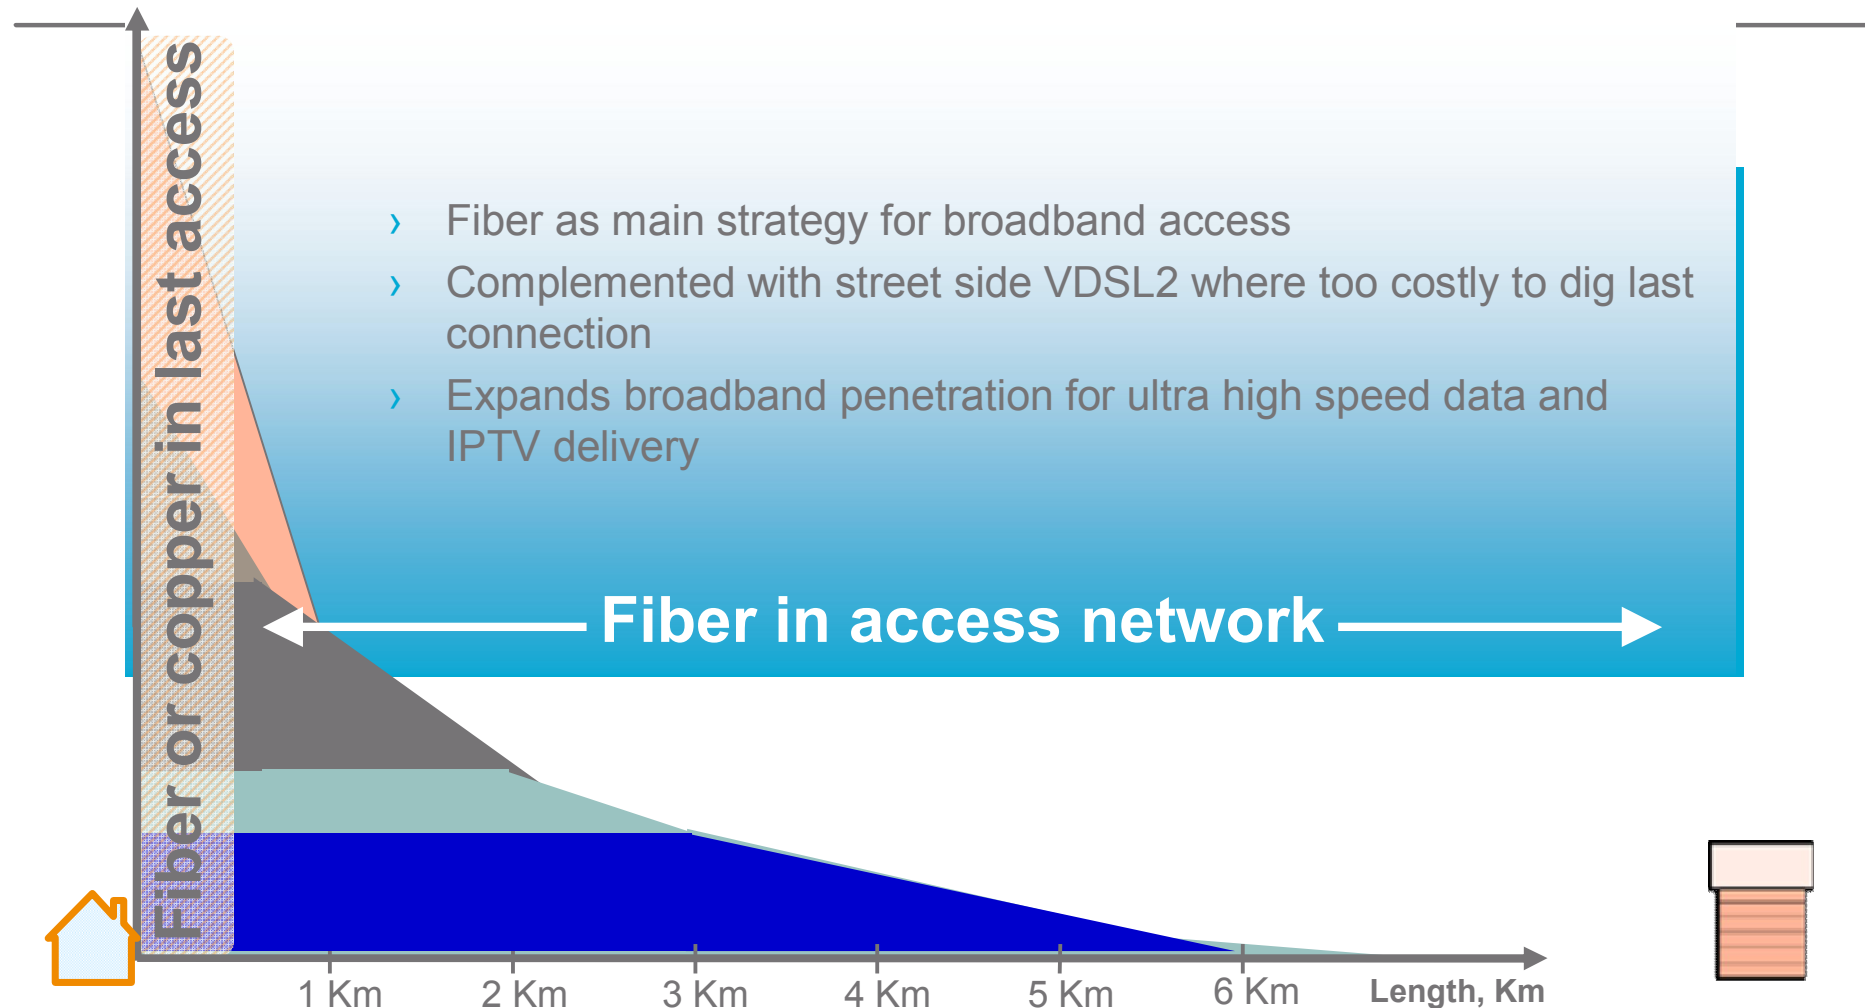 Fiber or copper in last access
› Fiber as main strategy for broadband access
› Complemented with street side VDSL2 where too costly to dig last
connection
› Expands broadband penetration for ultra high speed data and
IPTV delivery
Fiber in access network
1 Km 2 Km 3 Km 4 Km 5 Km 6 Km Length, Km